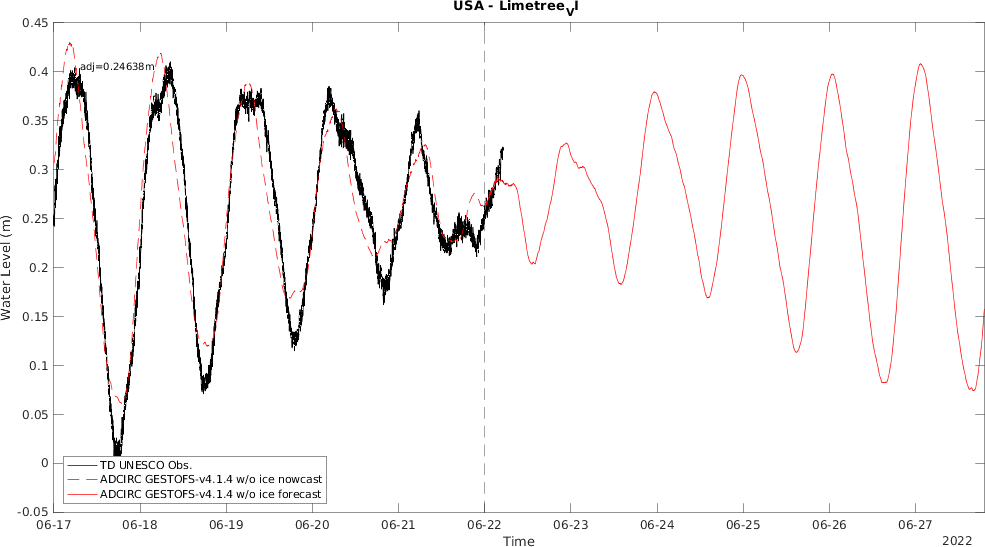 USA - Limetree_VI
0.45
0.4
0.35
0.3
0.25
0.2
0.15
0.1
0.05
0
-0.05
Water Level (m)
adj=0.24638m
TD UNESCO Obs.
ADCIRC GESTOFS-v4.1.4 w/o ice nowcast
ADCIRC GESTOFS-v4.1.4 w/o ice forecast
06-17 06-18 06-19 06-20 06-21 06-22 06-23 06-24 06-25 06-26 06-27
Time
2022